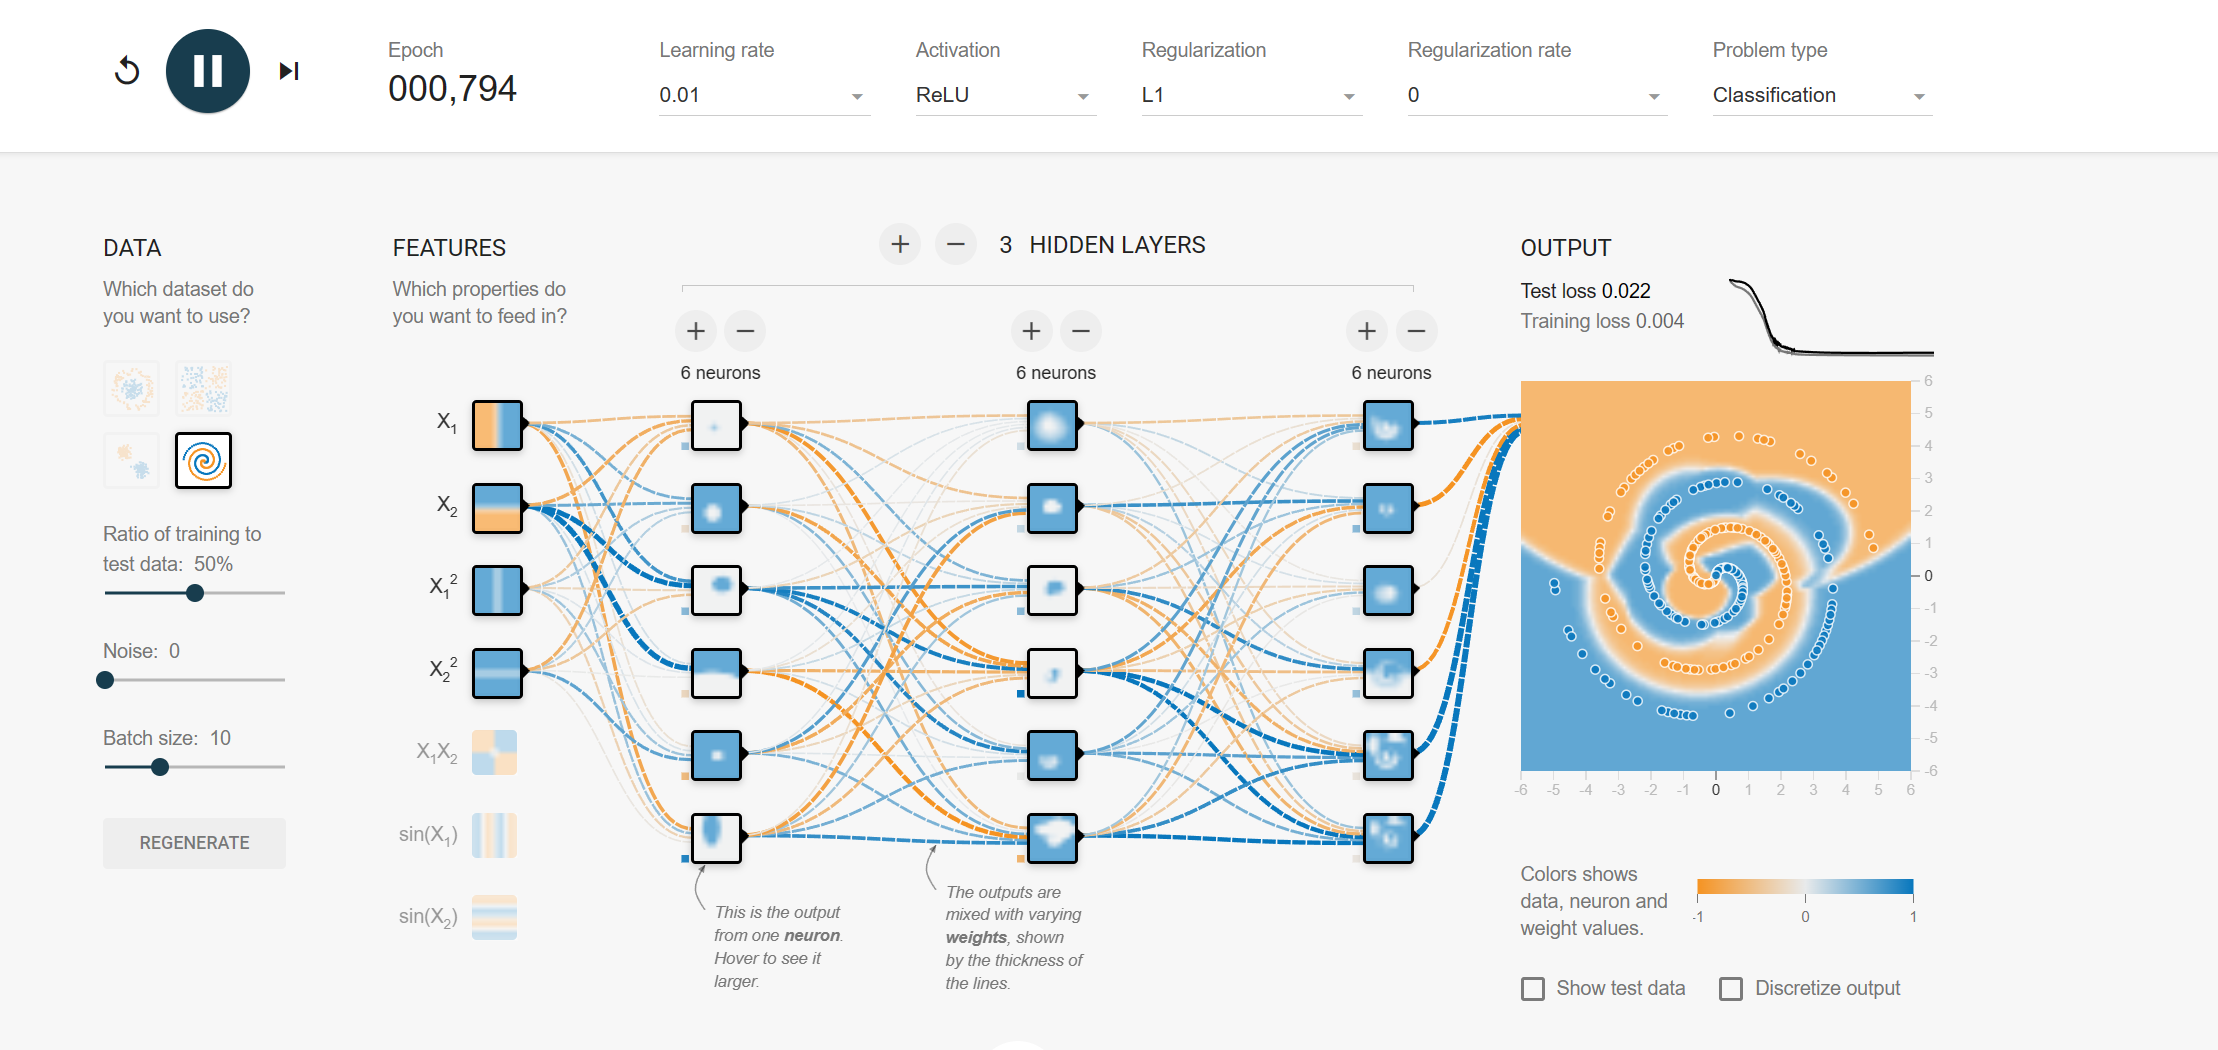 Epoch
000,794
Learning rate
0.01
Activation
ReLU
Regularization
L1
Regularization rate
0
Problem type
Classification
DATA
Which dataset do
you want to use?
Ratio of training to
test data: 50%
Noise: 0
Batch size: 10
REGENERATE
FEATURES
Which properties do
you want to feed in?
X1
X2
X1²
X2²
X1X2
sin(X1)
sin(X2)
3 HIDDEN LAYERS
6 neurons
6 neurons
6 neurons
This is the output
from one neuron.
Hover to see it
larger.
The outputs are
mixed with varying
weights, shown
by the thickness of
the lines.
OUTPUT
Test loss 0.022
Training loss 0.004
6
5
4
3
2
1
0
-1
-2
-3
-4
-5
-6
-6 -5 -4 -3 -2 -1 0 1 2 3 4 5 6
Colors shows
data, neuron and
weight values.
-1 0 1
Show test data
Discretize output